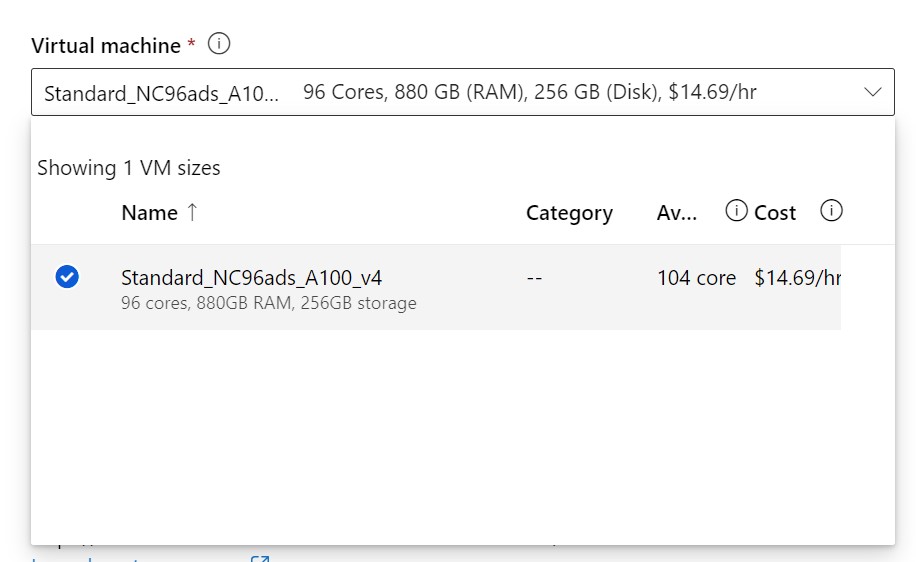 Virtual machine *
Standard_NC96ads_A10... 96 Cores, 880 GB (RAM), 256 GB (Disk), $14.69/hr
Showing 1 VM sizes
Name ↑ Category Av... Cost
Standard_NC96ads_A100_v4 -- 104 core $14.69/hr
96 cores, 880GB RAM, 256GB storage